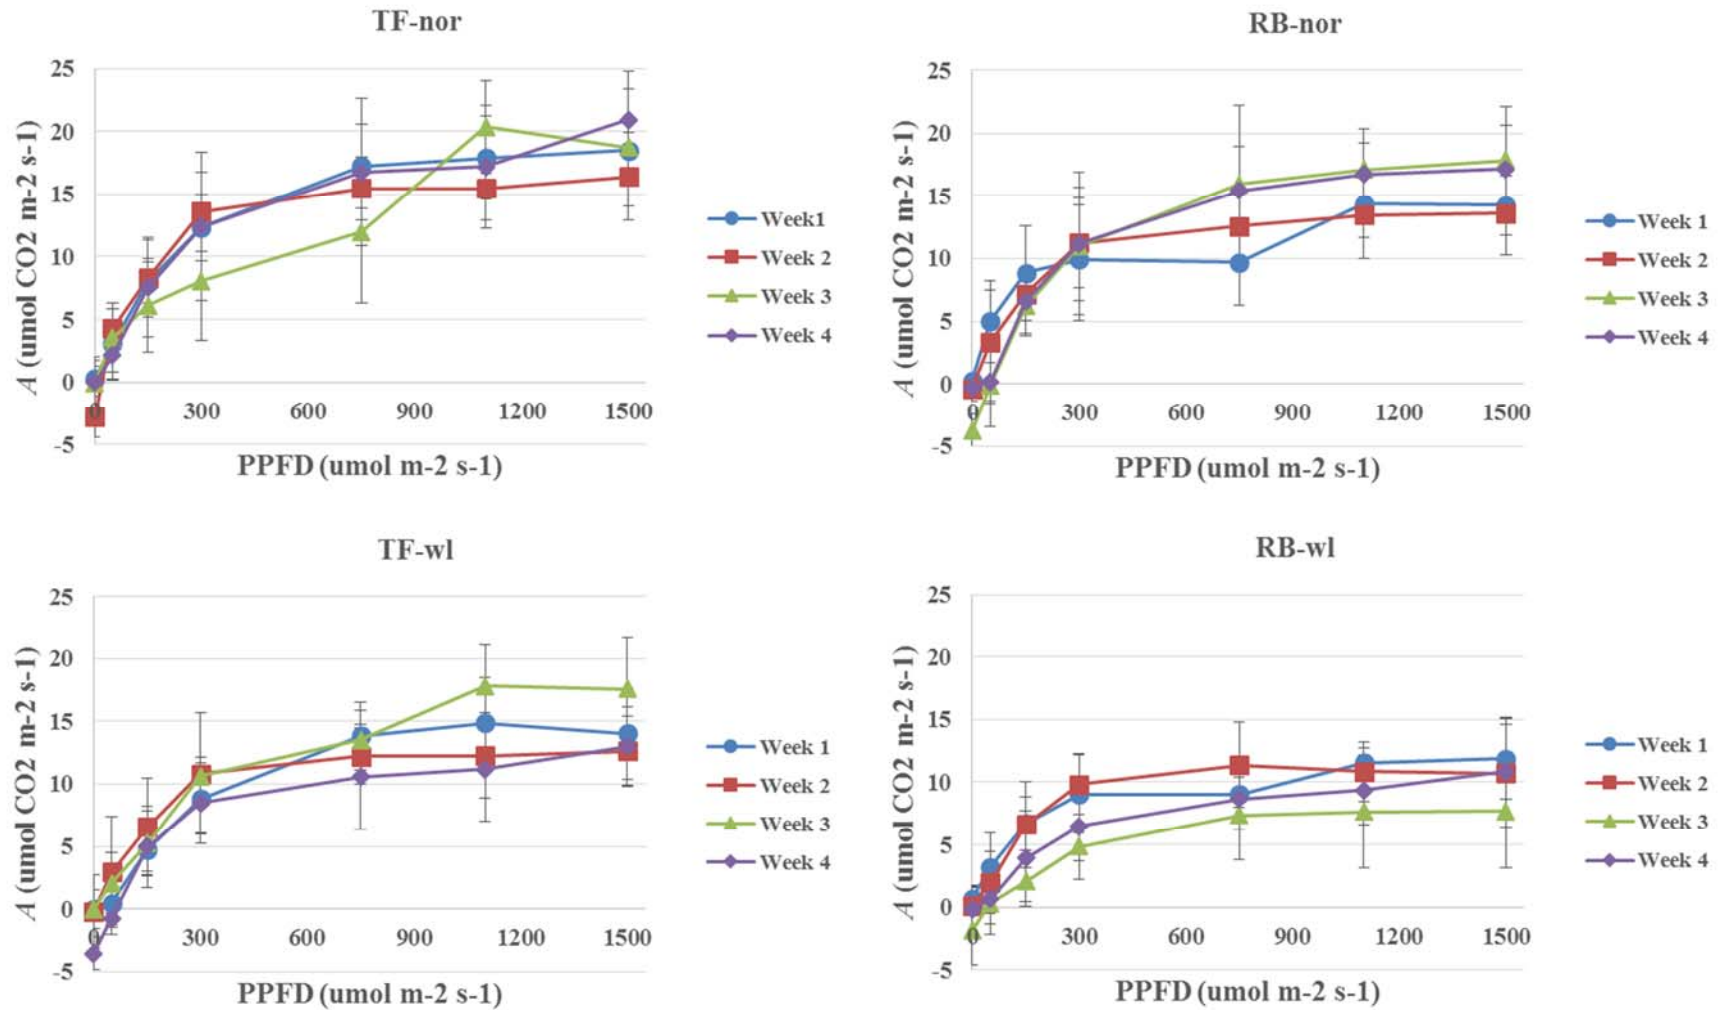 TF-nor
25
20
15
10
5
0
-5
A (umol CO2 m-2 s-1)
0 300 600 900 1200 1500
PPFD (umol m-2 s-1)
Week1
Week 2
Week 3
Week 4
RB-nor
25
20
15
10
5
0
-5
A (umol CO2 m-2 s-1)
0 300 600 900 1200 1500
PPFD (umol m-2 s-1)
Week 1
Week 2
Week 3
Week 4
TF-wl
25
20
15
10
5
0
-5
A (umol CO2 m-2 s-1)
0 300 600 900 1200 1500
PPFD (umol m-2 s-1)
Week 1
Week 2
Week 3
Week 4
RB-wl
25
20
15
10
5
0
-5
A (umol CO2 m-2 s-1)
0 300 600 900 1200 1500
PPFD (umol m-2 s-1)
Week 1
Week 2
Week 3
Week 4